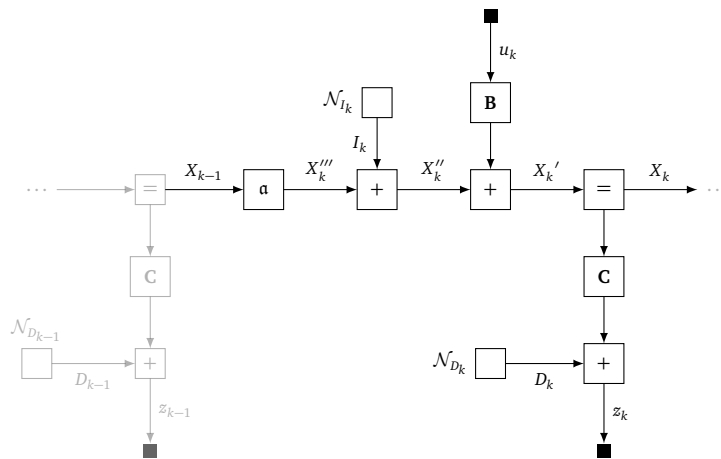 u_k
𝒩_{I_k}
B
I_k
… = X_{k−1} 𝔞 X_k''' + X_k'' + X_k' = X_k …
C C
𝒩_{D_{k−1}}
𝒩_{D_k}
+ +
D_{k−1} D_k
z_{k−1} z_k